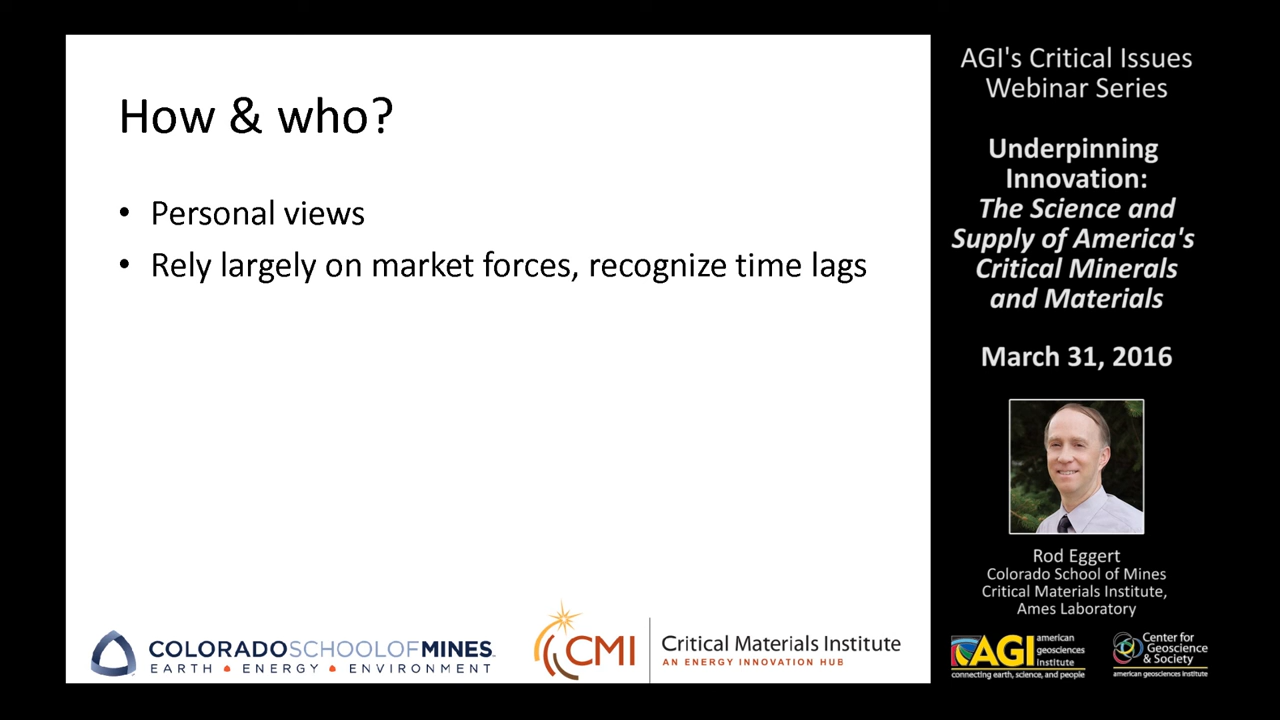 How & who?
• Personal views
• Rely largely on market forces, recognize time lags
COLORADOSCHOOLOFMINES
EARTH • ENERGY • ENVIRONMENT
CMI
Critical Materials Institute
AN ENERGY INNOVATION HUB
AGI's Critical Issues
Webinar Series
Underpinning
Innovation:
The Science and
Supply of America's
Critical Minerals
and Materials
March 31, 2016
Rod Eggert
Colorado School of Mines
Critical Materials Institute,
Ames Laboratory
AGI
american
geosciences
institute
connecting earth, science, and people
Center for
Geoscience
& Society
american geosciences institute